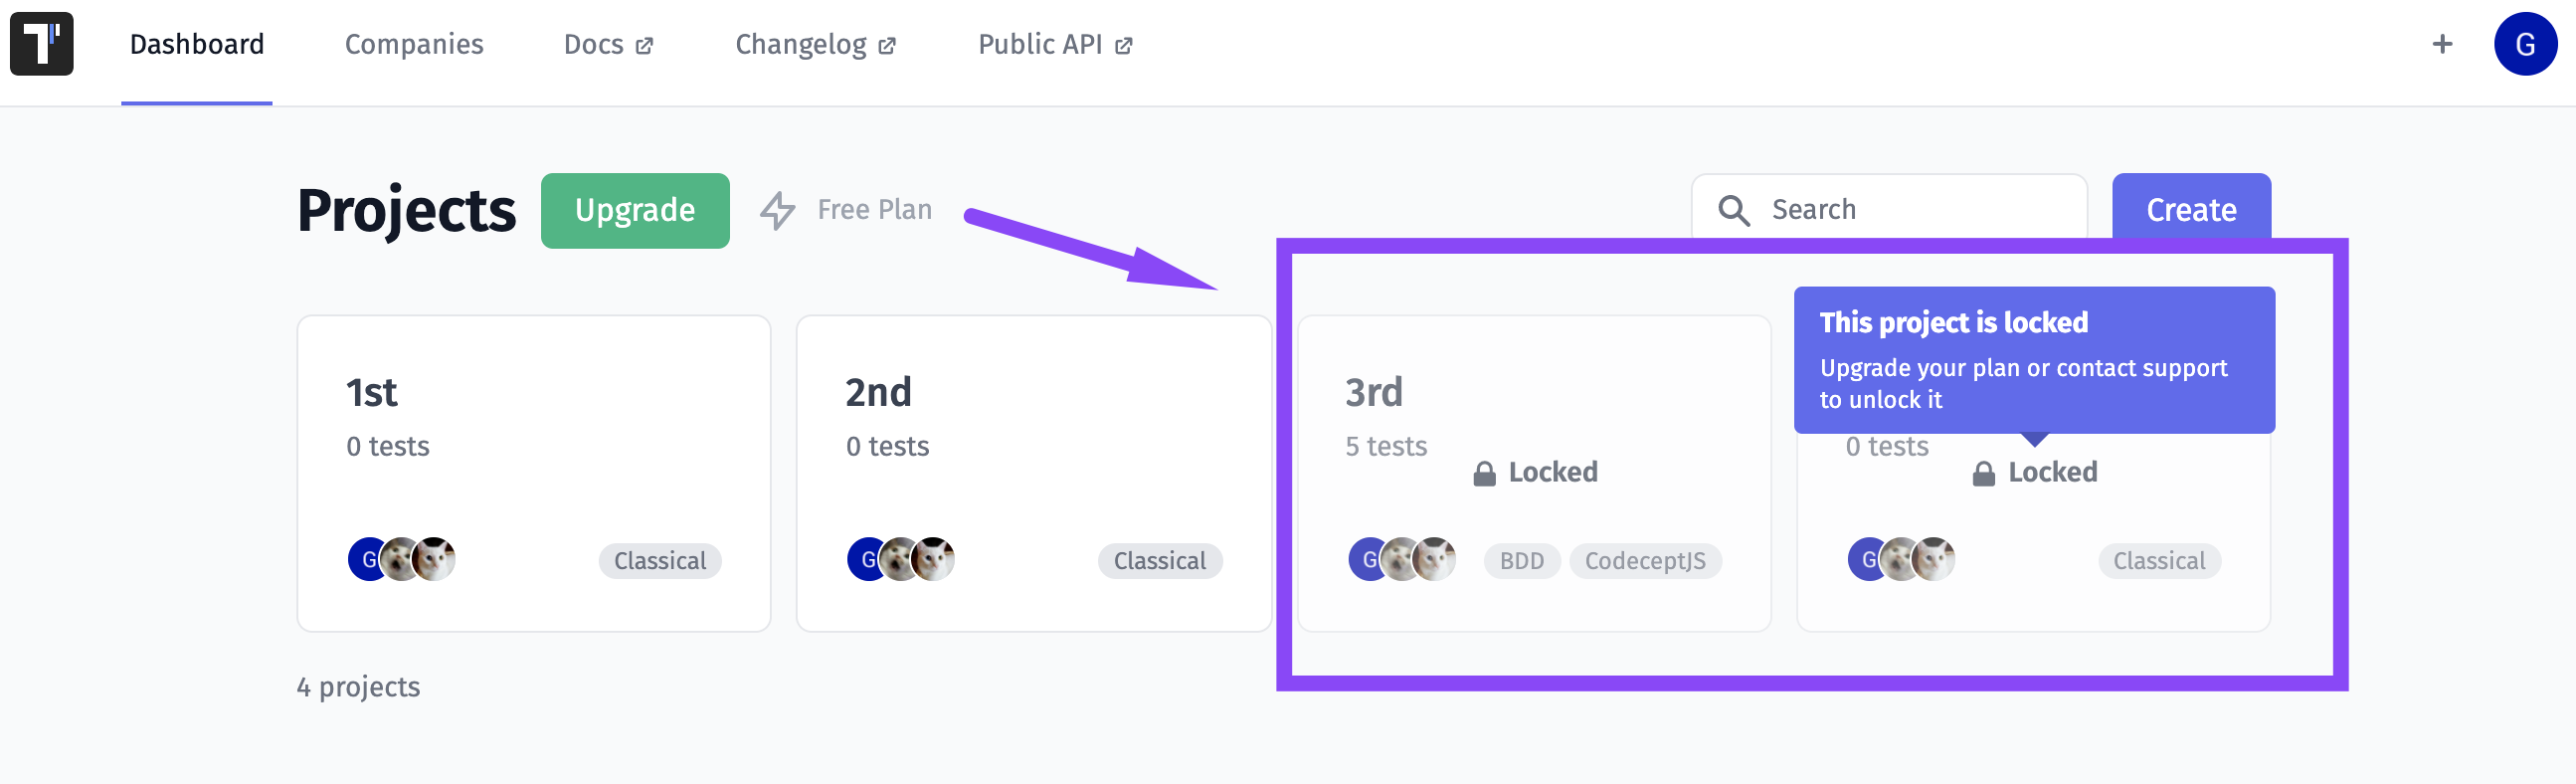 Dashboard
Companies
Docs
Changelog
Public API
+
G
Projects
Upgrade
Free Plan
Search
Create
1st
0 tests
G
Classical
2nd
0 tests
G
Classical
3rd
5 tests
Locked
G
BDD
CodeceptJS
This project is locked
Upgrade your plan or contact support
to unlock it
0 tests
Locked
G
Classical
4 projects